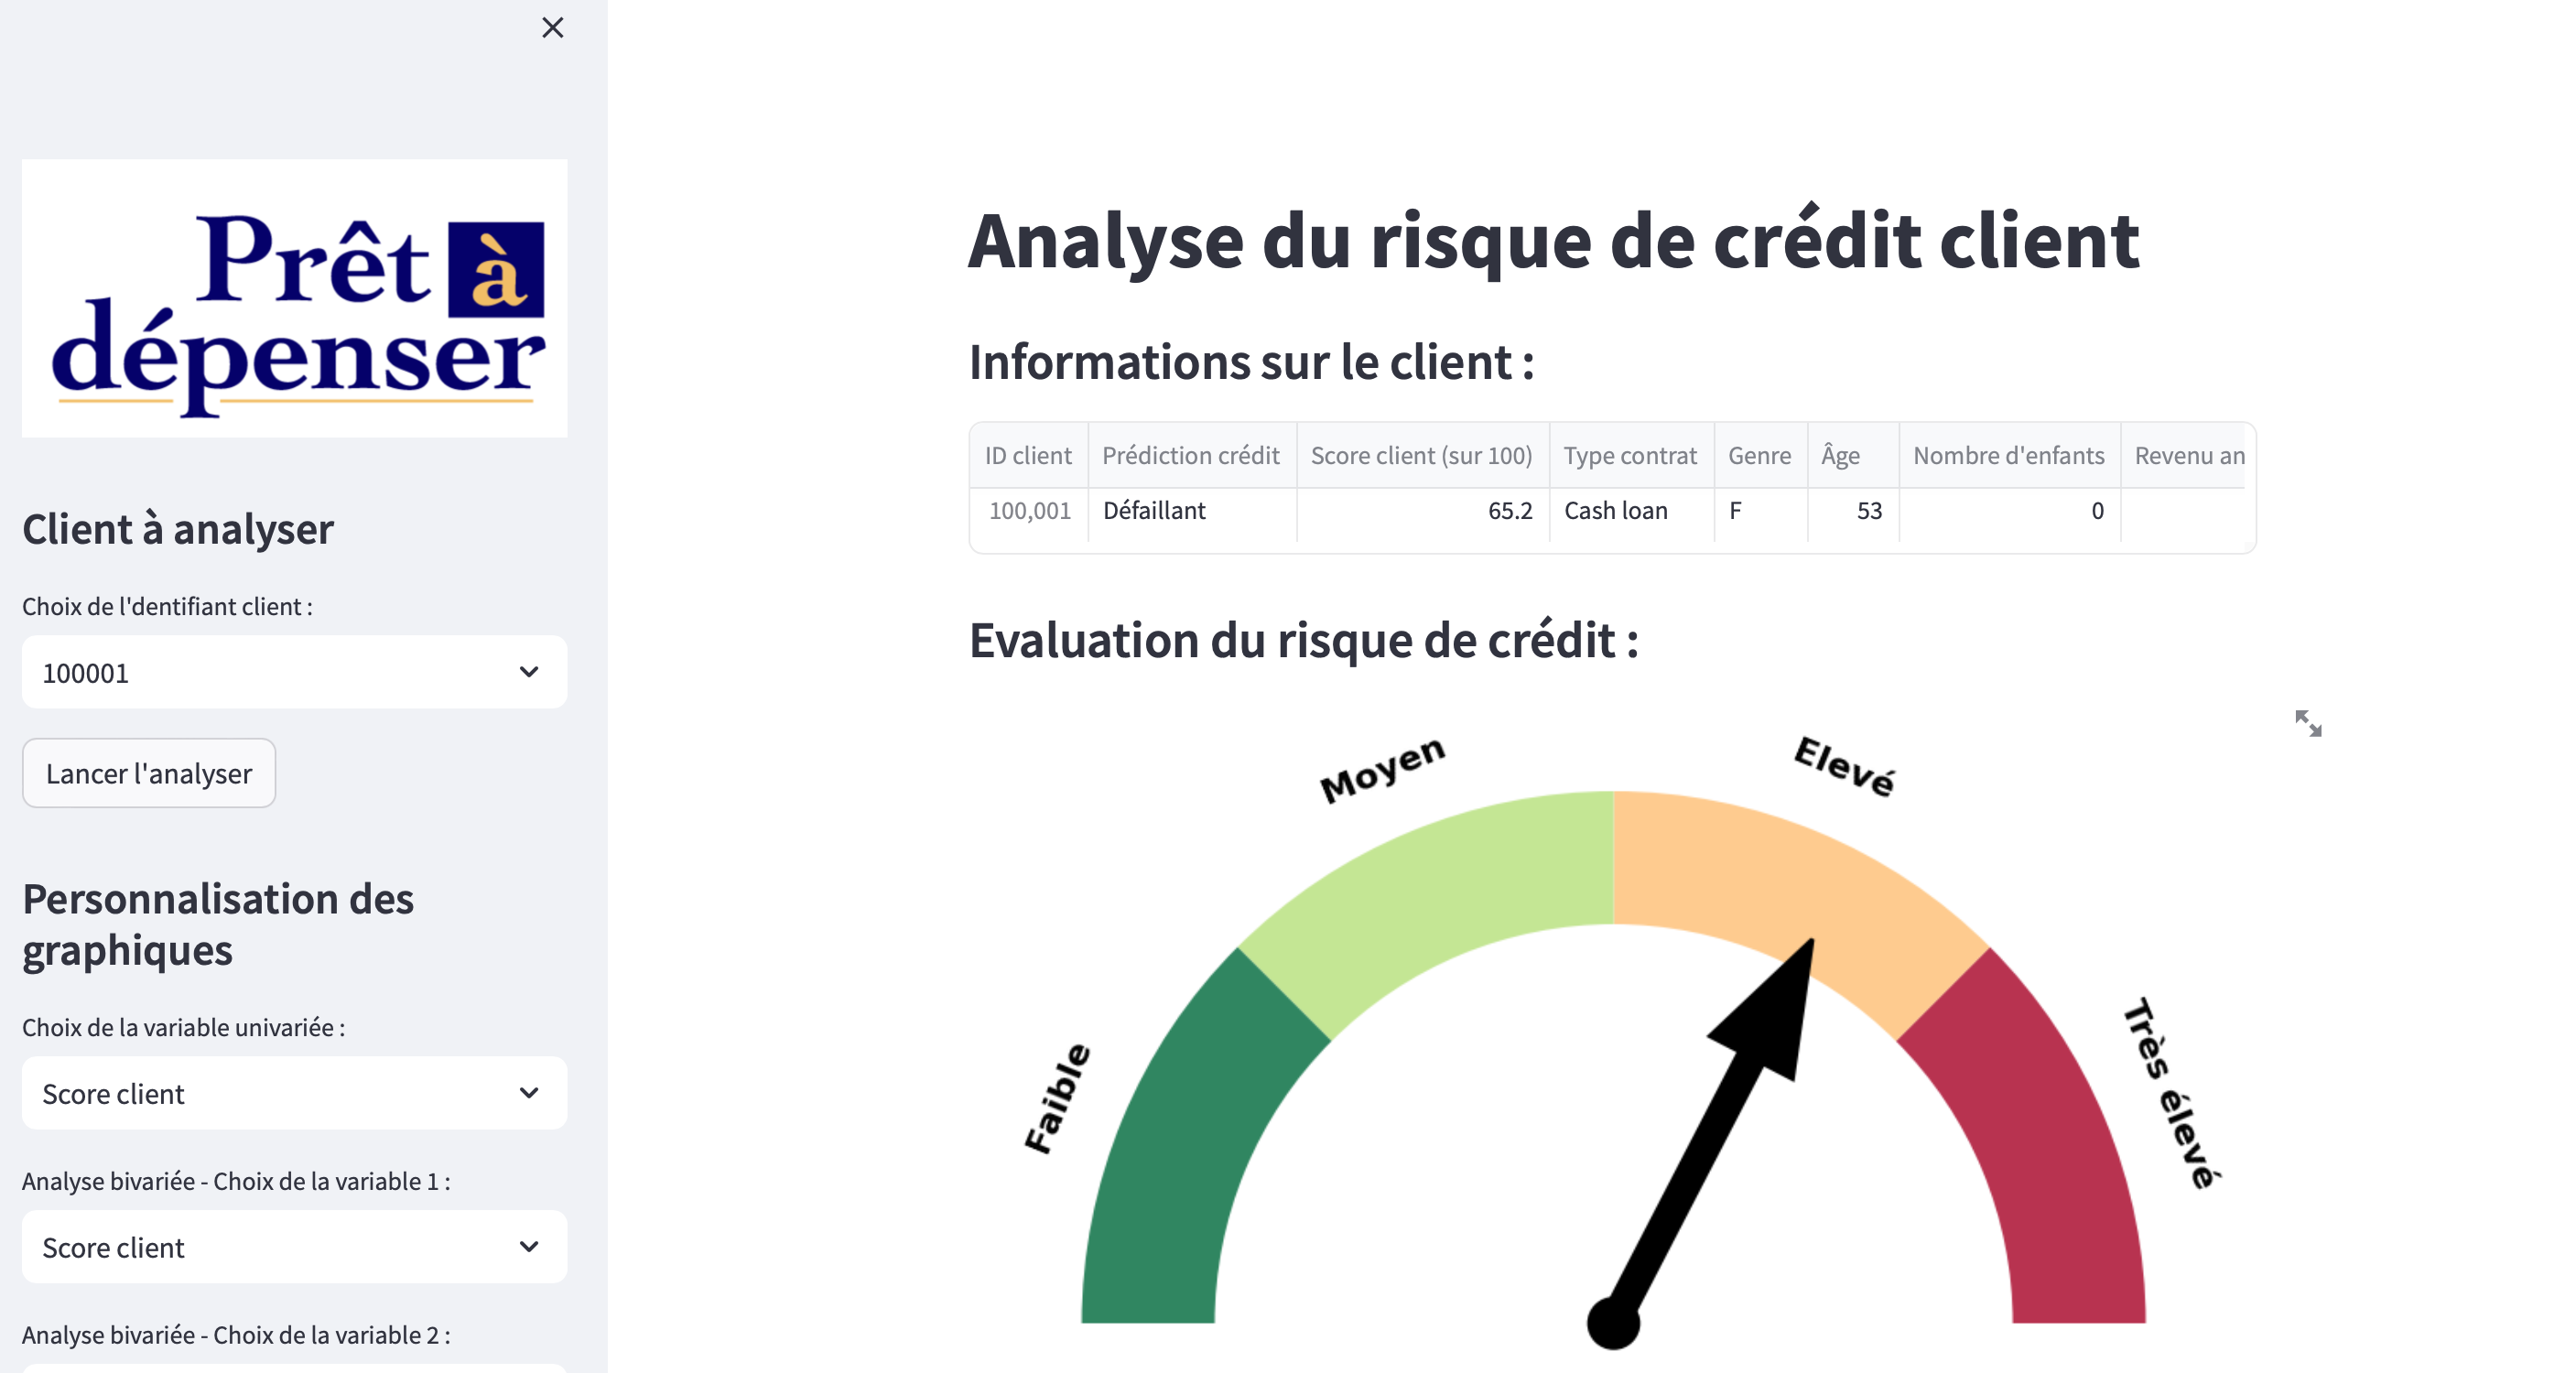 Prêt à
dépenser
Client à analyser
Choix de l'dentifiant client :
100001
Lancer l'analyser
Personnalisation des
graphiques
Choix de la variable univariée :
Score client
Analyse bivariée - Choix de la variable 1 :
Score client
Analyse bivariée - Choix de la variable 2 :
Analyse du risque de crédit client
Informations sur le client :
ID client Prédiction crédit Score client (sur 100) Type contrat Genre Âge Nombre d'enfants Revenu an
100,001 Défaillant 65.2 Cash loan F 53 0
Evaluation du risque de crédit :
Faible
Moyen
Elevé
Très élevé